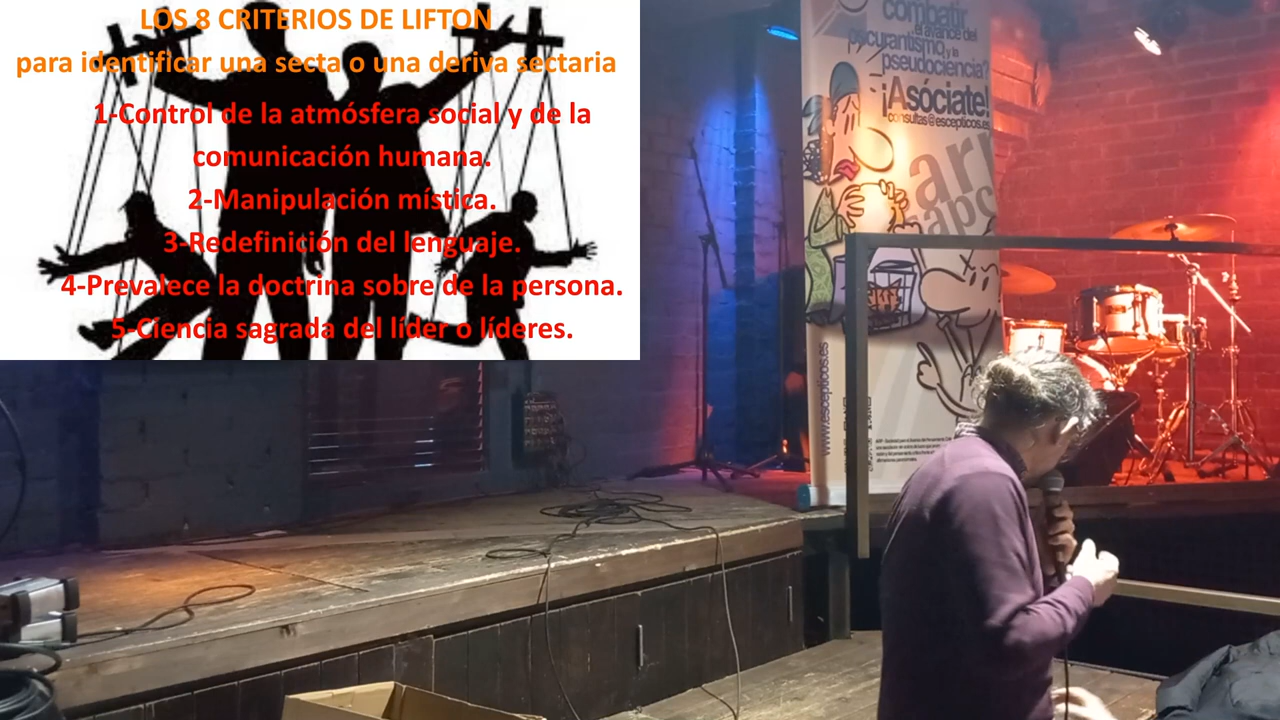 LOS 8 CRITERIOS DE LIFTON
para identificar una secta o una deriva sectaria
1-Control de la atmósfera social y de la
comunicación humana.
2-Manipulación mística.
3-Redefinición del lenguaje.
4-Prevalece la doctrina sobre de la persona.
5-Ciencia sagrada del líder o líderes.
combatir
el avance del
oscurantismo y la
pseudociencia?
¡Asóciate!
consultas@escepticos.es
www.escepticos.es